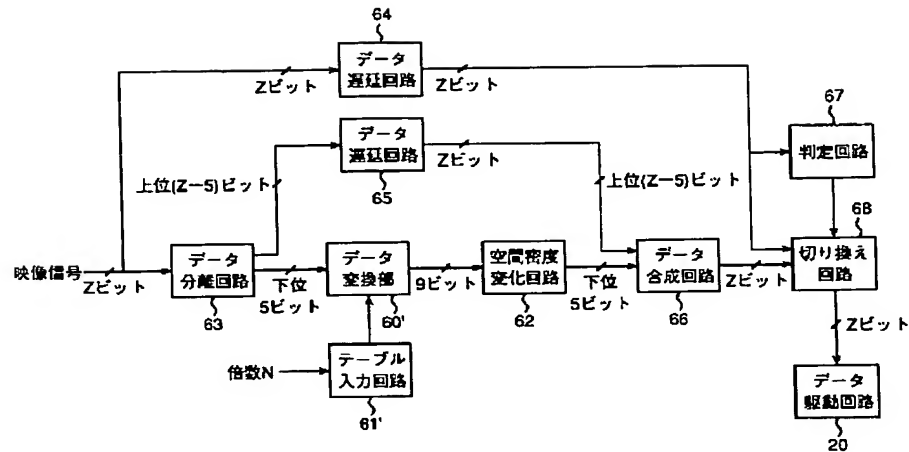 64
データ
遅延回路
Zビット
Zビット
67
判定回路
データ
遅延回路
65
Zビット
上位(Z−5)ビット
上位(Z−5)ビット
68
映像信号
Zビット
データ
分離回路
63
下位
5ビット
データ
変換部
60'
9ビット
空間密度
変化回路
62
下位
5ビット
データ
合成回路
66
Zビット
切り換え
回路
Zビット
倍数N
テーブル
入力回路
61'
データ
駆動回路
20